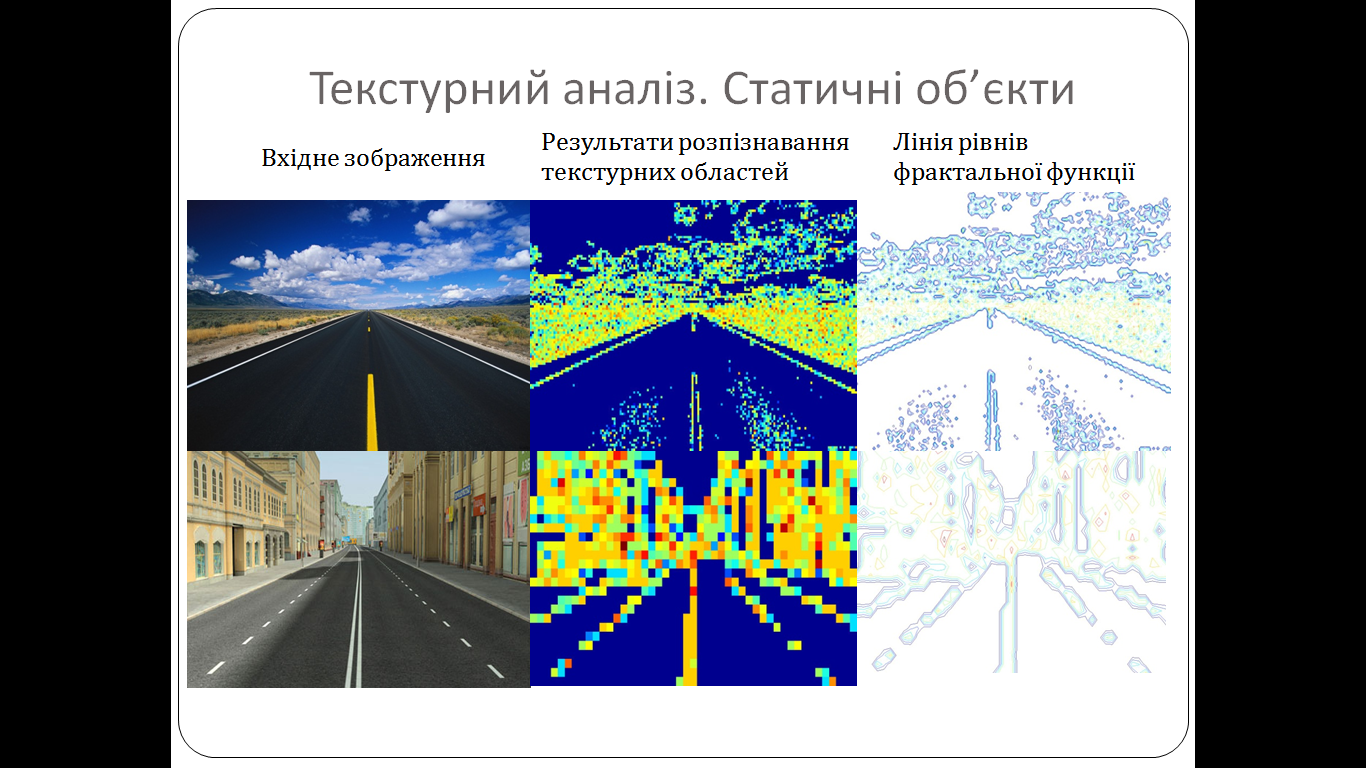 Текстурний аналіз. Статичні об’єкти
Вхідне зображення
Результати розпізнавання
текстурних областей
Лінія рівнів
фрактальної функції